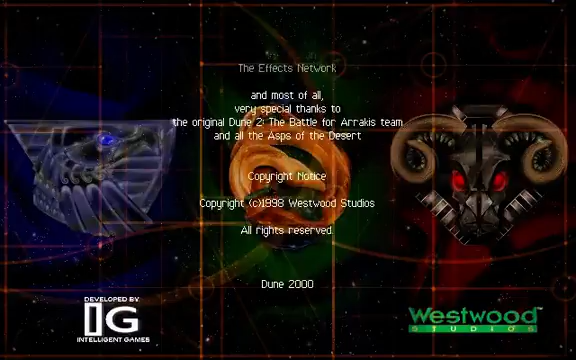 The Effects Network
and most of all,
very special thanks to
the original Dune 2: The Battle for Arrakis team
and all the Asps of the Desert
Copyright Notice
Copyright (c)1998 Westwood Studios
All rights reserved
Dune 2000
DEVELOPED BY
IG
INTELLIGENT GAMES
Westwood™
STUDIOS